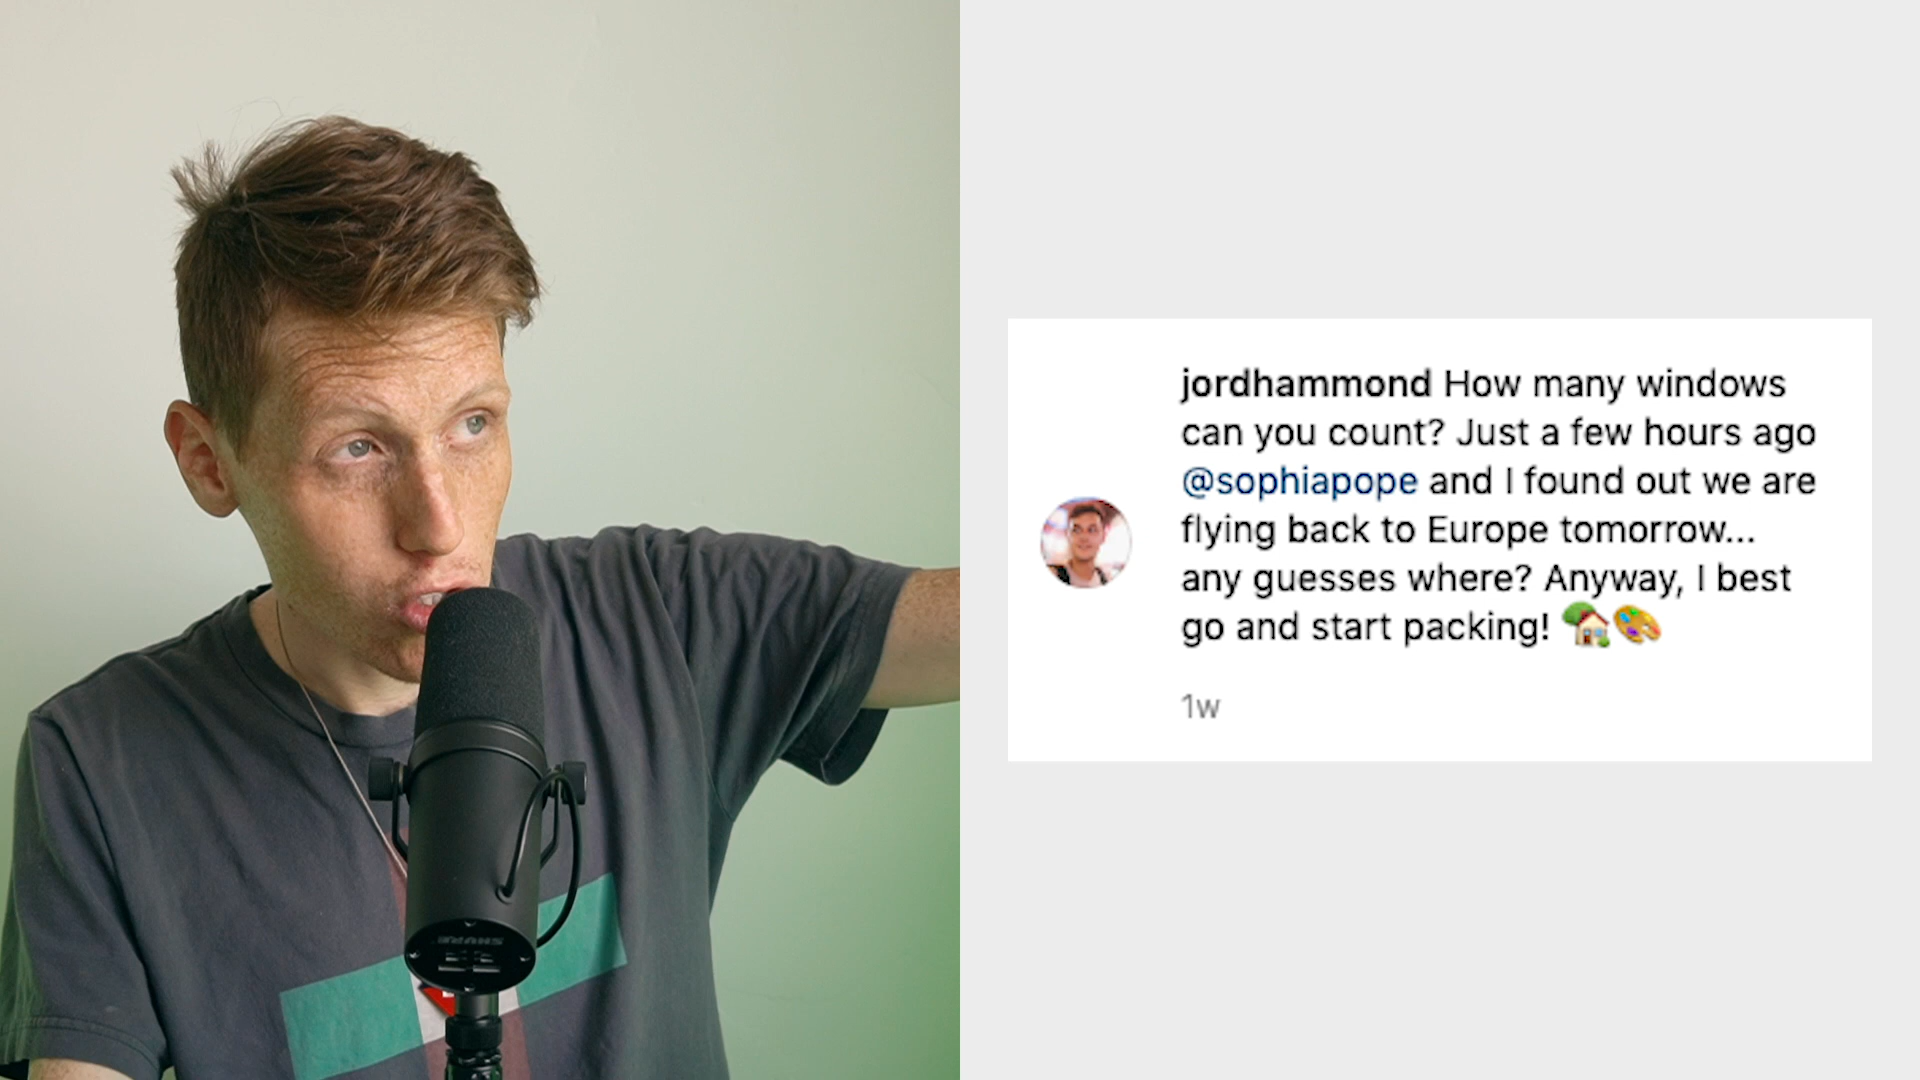 jordhammond How many windows
can you count? Just a few hours ago
@sophiapope and I found out we are
flying back to Europe tomorrow...
any guesses where? Anyway, I best
go and start packing! 🏡🎨
1w
SHURE